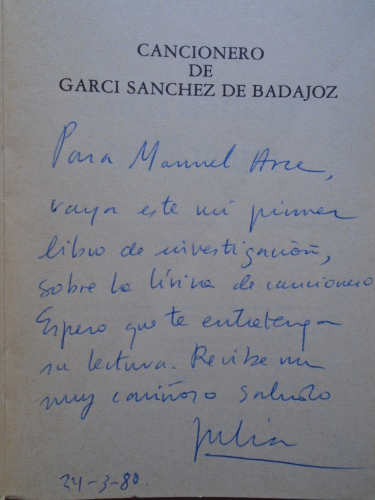 CANCIONERO
DE
GARCI SANCHEZ DE BADAJOZ
Para Manuel Arce,
vaya este mi primer
libro de investigación,
sobre la lírica de cancionero.
Espero que te entretenga
su lectura. Recibe un
muy cariñoso saludo
Julia
24-3-80.